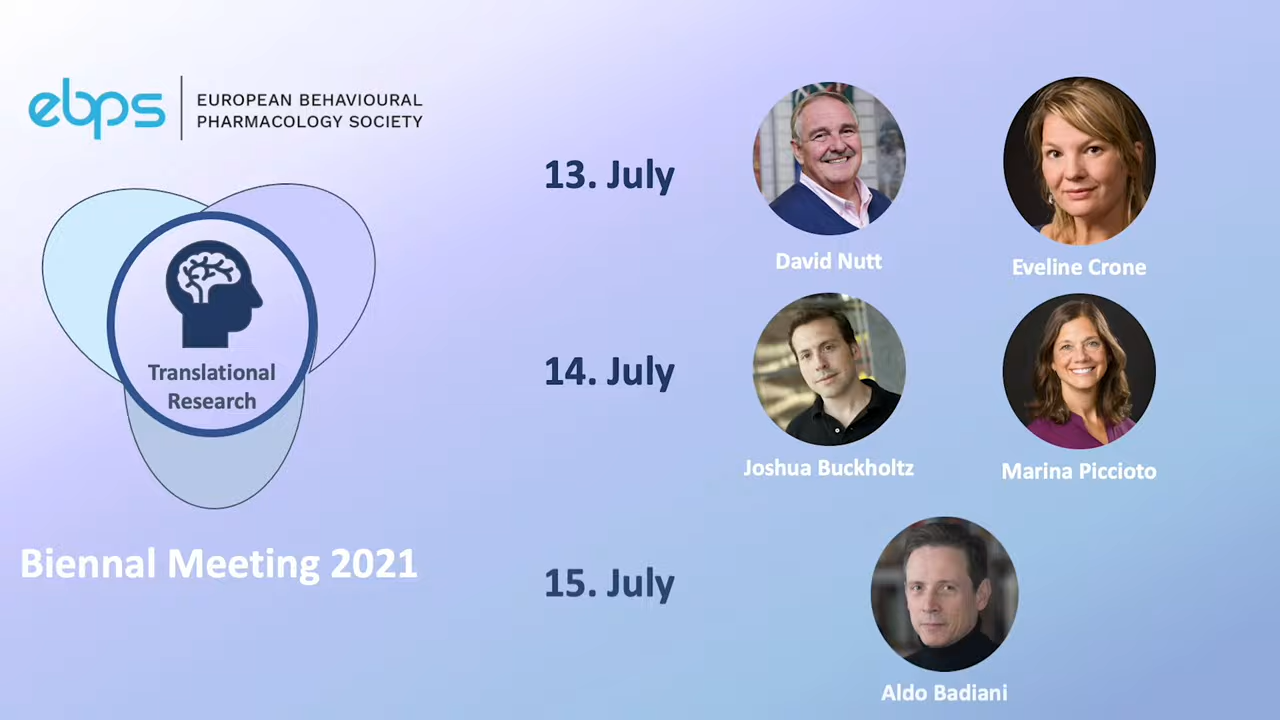 ebps
EUROPEAN BEHAVIOURAL
PHARMACOLOGY SOCIETY
Translational
Research
Biennal Meeting 2021
13. July
David Nutt
Eveline Crone
14. July
Joshua Buckholtz
Marina Piccioto
15. July
Aldo Badiani